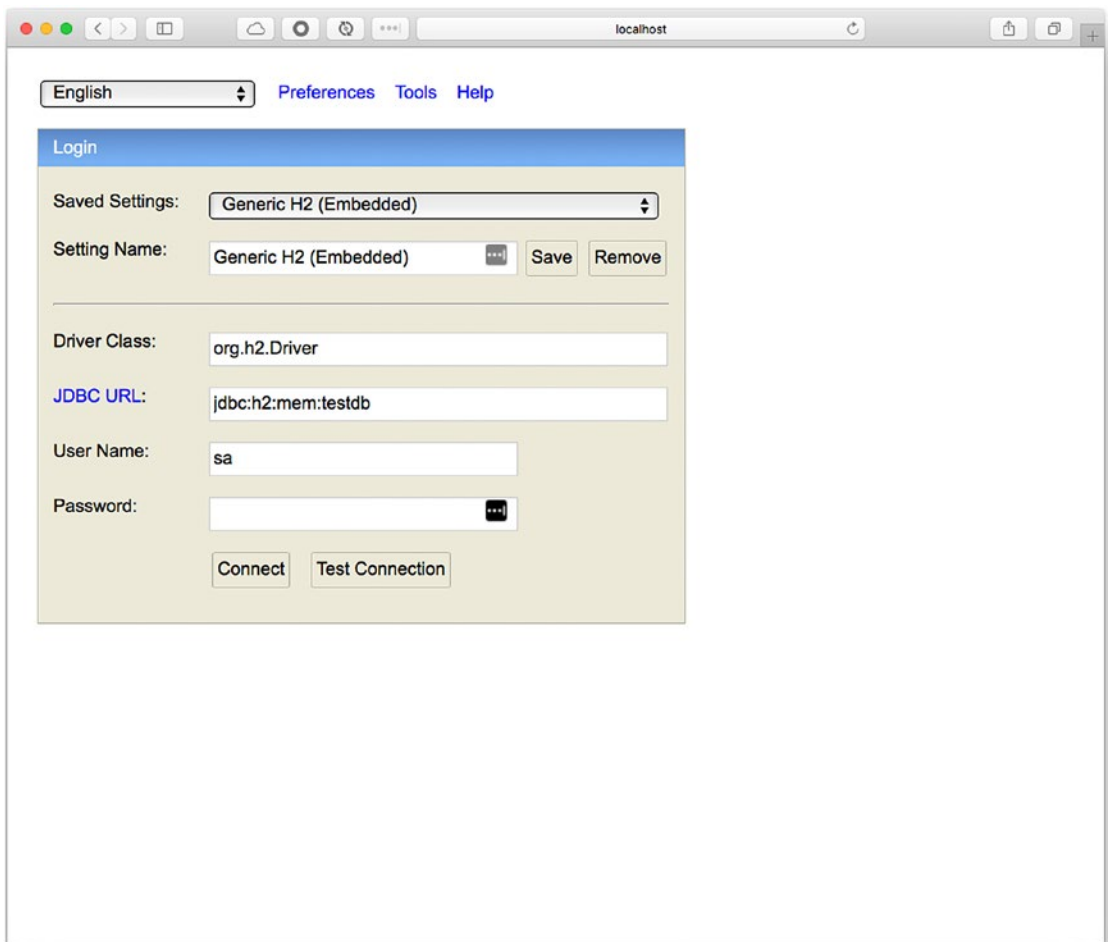 localhost
English Preferences Tools Help
Login
Saved Settings: Generic H2 (Embedded)
Setting Name: Generic H2 (Embedded) Save Remove
Driver Class: org.h2.Driver
JDBC URL: jdbc:h2:mem:testdb
User Name: sa
Password:
Connect Test Connection